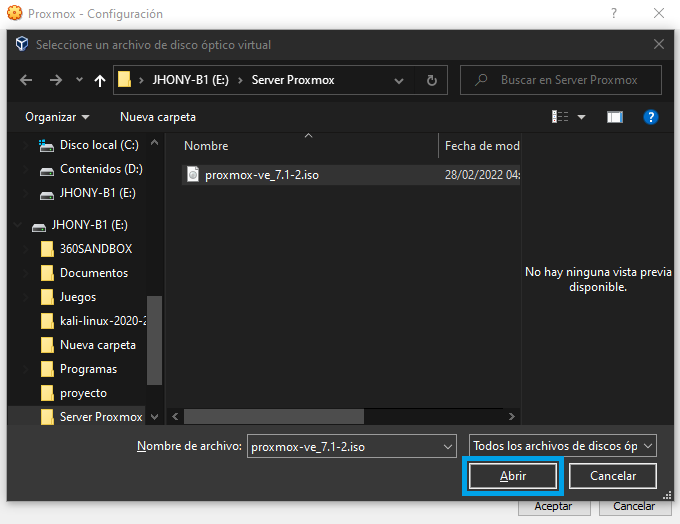 Proxmox - Configuración
?
Seleccione un archivo de disco óptico virtual
JHONY-B1 (E:) > Server Proxmox
Buscar en Server Proxmox
Organizar
Nueva carpeta
?
Disco local (C:)
Contenidos (D:)
JHONY-B1 (E:)
JHONY-B1 (E:)
360SANDBOX
Documentos
Juegos
kali-linux-2020-2
Nueva carpeta
Programas
proyecto
Server Proxmox
Nombre
Fecha de mod
proxmox-ve_7.1-2.iso
28/02/2022 04:
No hay ninguna vista previa
disponible.
Nombre de archivo:
proxmox-ve_7.1-2.iso
Todos los archivos de discos óp
Abrir
Cancelar
Aceptar
Cancelar